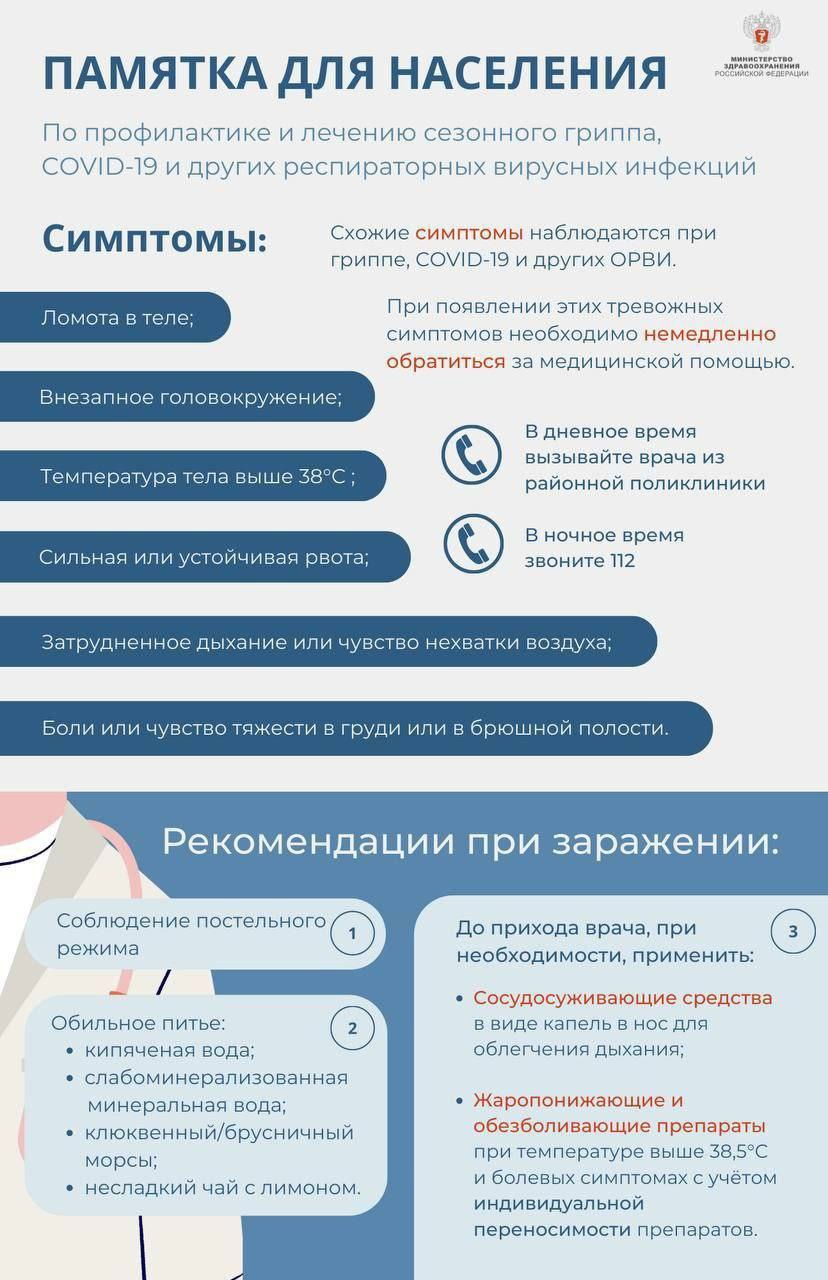 МИНИСТЕРСТВО
ЗДРАВООХРАНЕНИЯ
РОССИЙСКОЙ ФЕДЕРАЦИИ
ПАМЯТКА ДЛЯ НАСЕЛЕНИЯ
По профилактике и лечению сезонного гриппа,
COVID-19 и других респираторных вирусных инфекций
Симптомы:
Схожие симптомы наблюдаются при
гриппе, COVID-19 и других ОРВИ.
При появлении этих тревожных
симптомов необходимо немедленно
обратиться за медицинской помощью.
Ломота в теле;
Внезапное головокружение;
Температура тела выше 38°C ;
Сильная или устойчивая рвота;
Затрудненное дыхание или чувство нехватки воздуха;
Боли или чувство тяжести в груди или в брюшной полости.
В дневное время
вызывайте врача из
районной поликлиники
В ночное время
звоните 112
Рекомендации при заражении:
Соблюдение постельного
режима
1
Обильное питье:
2
• кипяченая вода;
• слабоминерализованная
минеральная вода;
• клюквенный/брусничный
морсы;
• несладкий чай с лимоном.
До прихода врача, при
необходимости, применить:
3
• Сосудосуживающие средства
в виде капель в нос для
облегчения дыхания;
• Жаропонижающие и
обезболивающие препараты
при температуре выше 38,5°C
и болевых симптомах с учётом
индивидуальной
переносимости препаратов.